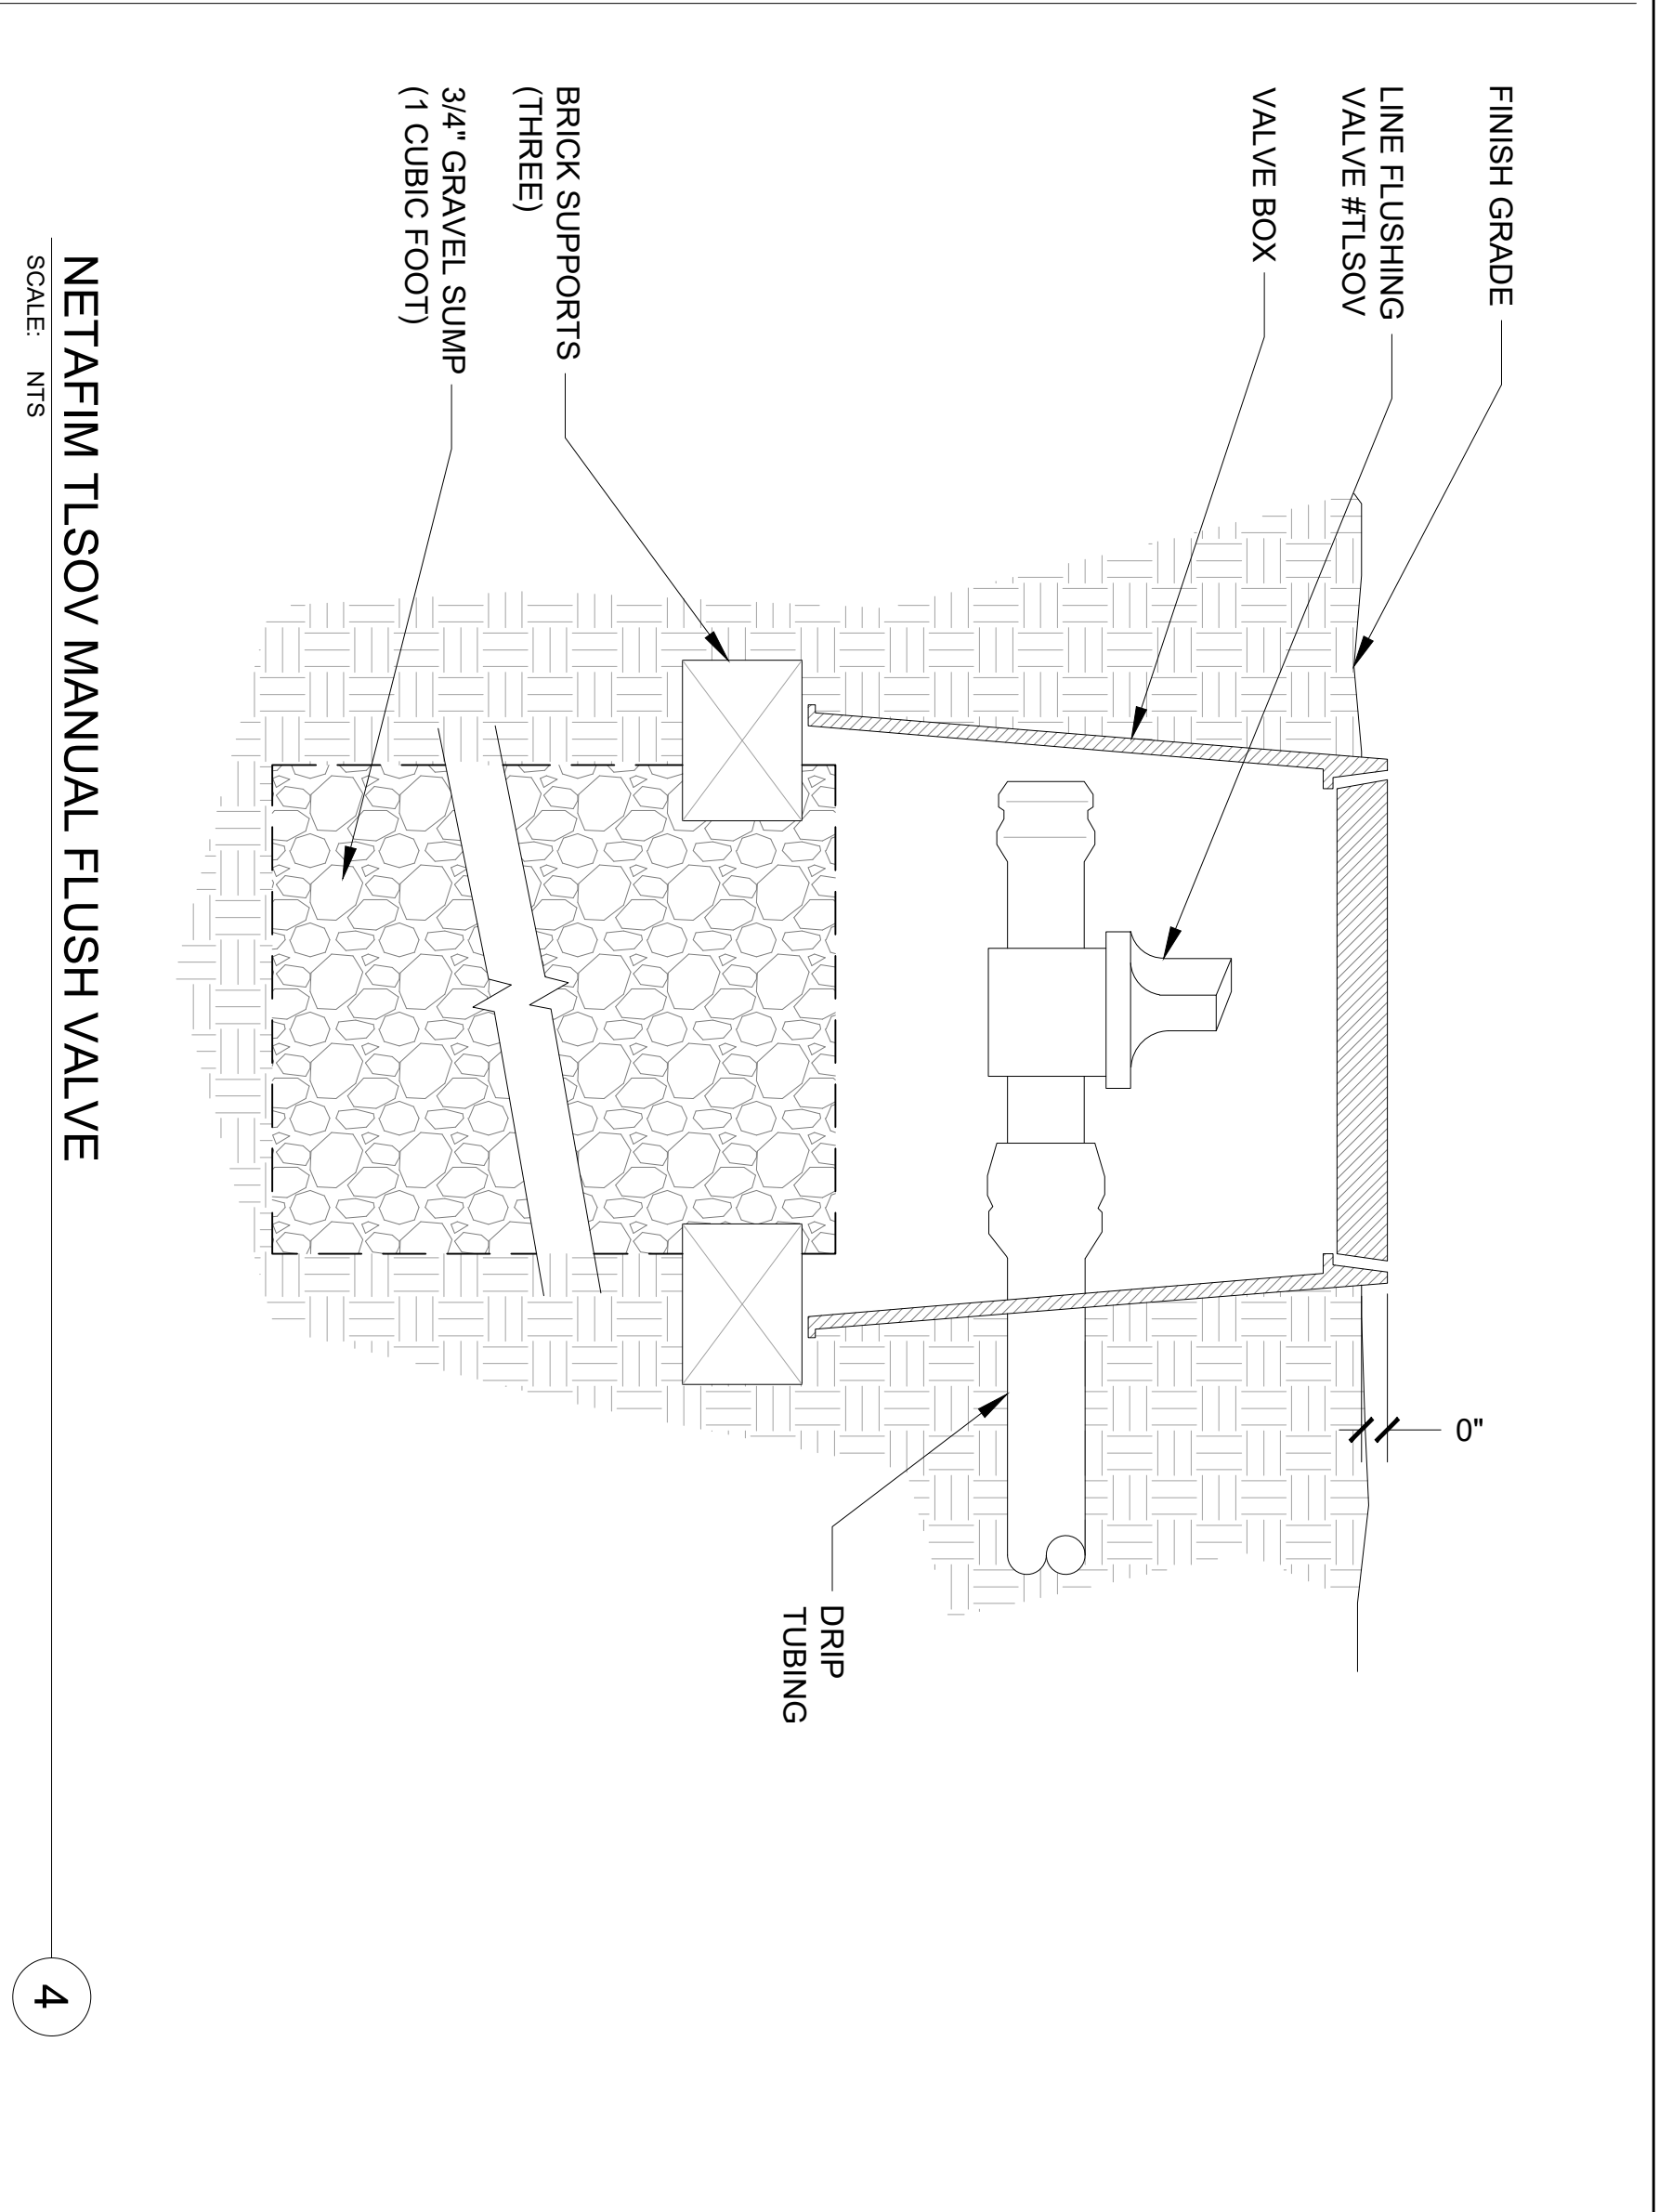 FINISH GRADE
LINE FLUSHING
VALVE #TLSOV
VALVE BOX
BRICK SUPPORTS
(THREE)
3/4" GRAVEL SUMP
(1 CUBIC FOOT)
0"
DRIP
TUBING
NETAFIM TLSOV MANUAL FLUSH VALVE
SCALE: NTS
4